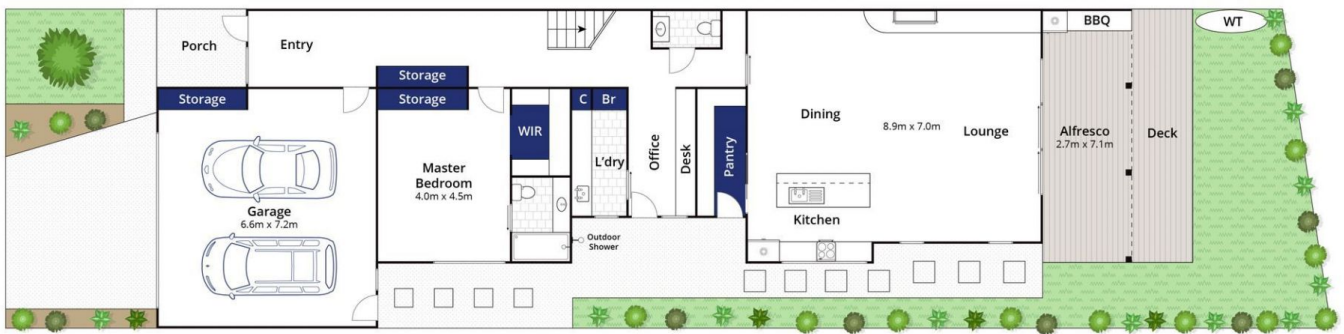 Porch
Entry
BBQ
WT
Storage
Storage
Storage
C
Br
WIR
Dining
8.9m x 7.0m
Lounge
Alfresco
2.7m x 7.1m
Deck
L'dry
Office
Desk
Pantry
Master
Bedroom
4.0m x 4.5m
Garage
6.6m x 7.2m
Kitchen
Outdoor
Shower